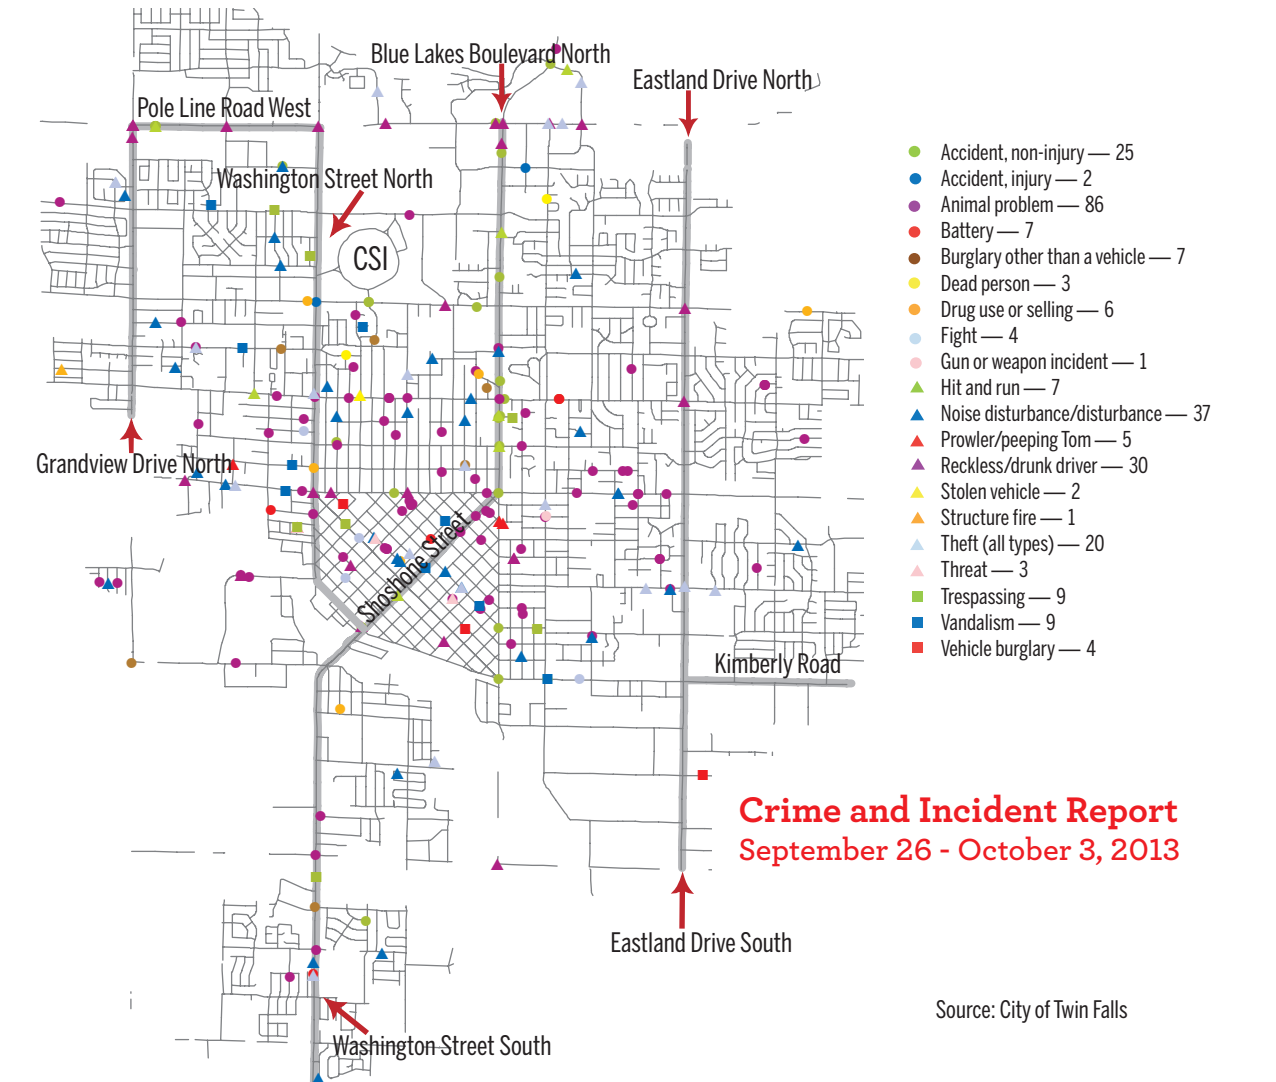 Blue Lakes Boulevard North
Eastland Drive North
Pole Line Road West
Washington Street North
CSI
Grandview Drive North
Shoshone Street
Kimberly Road
Eastland Drive South
Washington Street South
Accident, non-injury — 25
Accident, injury — 2
Animal problem — 86
Battery — 7
Burglary other than a vehicle — 7
Dead person — 3
Drug use or selling — 6
Fight — 4
Gun or weapon incident — 1
Hit and run — 7
Noise disturbance/disturbance — 37
Prowler/peeping Tom — 5
Reckless/drunk driver — 30
Stolen vehicle — 2
Structure fire — 1
Theft (all types) — 20
Threat — 3
Trespassing — 9
Vandalism — 9
Vehicle burglary — 4
Crime and Incident Report
September 26 - October 3, 2013
Source: City of Twin Falls